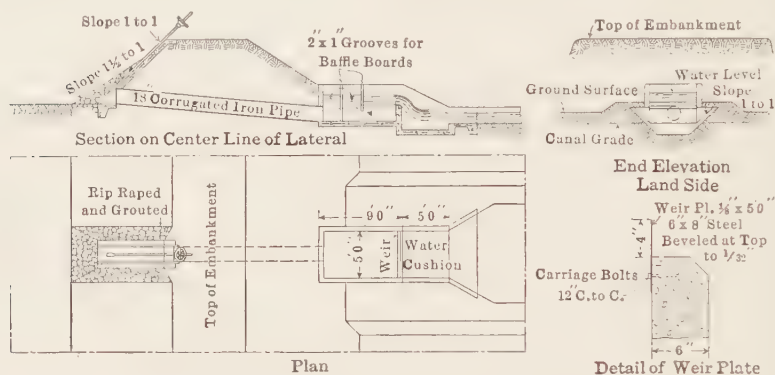 Slope 1 to 1
Slope 1½ to 1
2" x 1" Grooves for
Baffle Boards
18" Corrugated Iron Pipe
Section on Center Line of Lateral
Top of Embankment
Water Level
Ground Surface
Slope
1 to 1
Canal Grade
End Elevation
Land Side
Rip Raped
and Grouted
Top of Embankment
9'0"
5'0"
5'0"
Weir
Water
Cushion
Plan
Weir Pl. ⅛" x 5'0"
6" x 8" Steel
Beveled at Top
to 1/32"
4"
Carriage Bolts
12" C. to C.
6"
Detail of Weir Plate